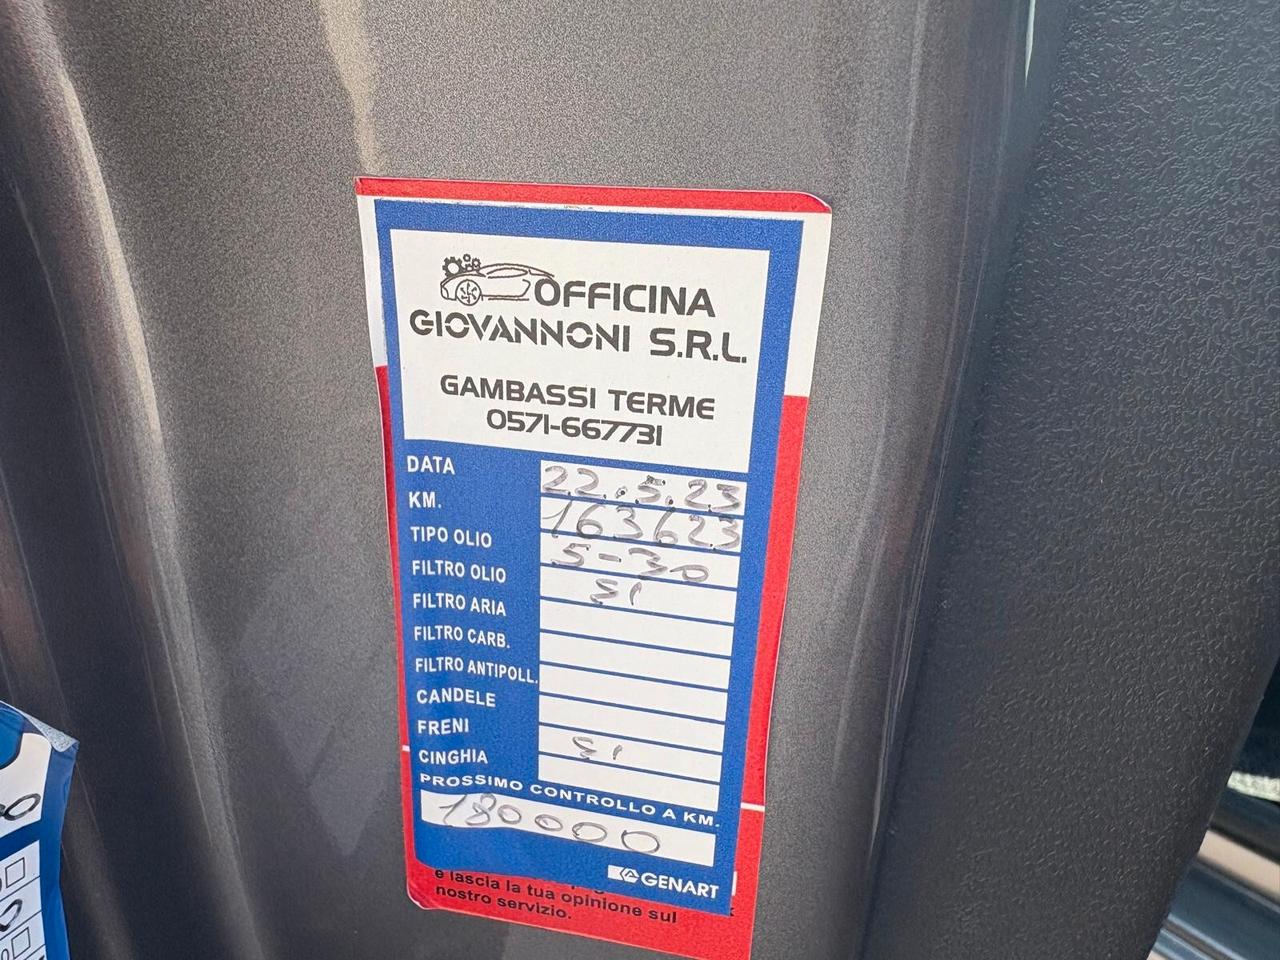 OFFICINA
GIOVANNONI S.R.L.
GAMBASSI TERME
0571-667731
DATA 22.5.23
KM. 163623
TIPO OLIO 5-30
FILTRO OLIO SI
FILTRO ARIA
FILTRO CARB.
FILTRO ANTIPOLL.
CANDELE
FRENI SI
CINGHIA
PROSSIMO CONTROLLO A KM.
180000
GENART
e lascia la tua opinione sul
nostro servizio.